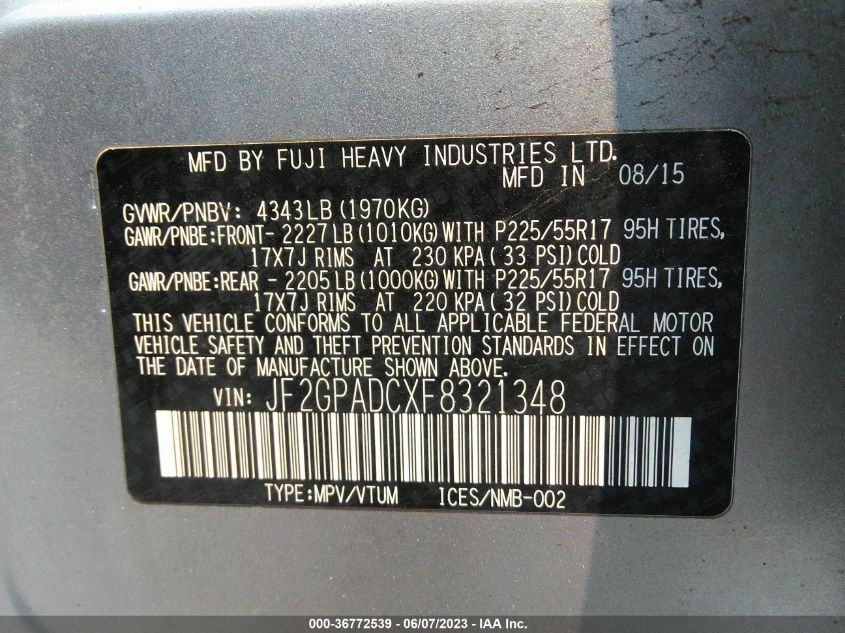 MFD BY FUJI HEAVY INDUSTRIES LTD.
MFD IN 08/15
GVWR/PNBV: 4343LB (1970KG)
GAWR/PNBE:FRONT- 2227LB (1010KG) WITH P225/55R17 95H TIRES,
17X7J RIMS AT 230 KPA ( 33 PSI) COLD
GAWR/PNBE:REAR - 2205LB (1000KG) WITH P225/55R17 95H TIRES,
17X7J RIMS AT 220 KPA ( 32 PSI) COLD
THIS VEHICLE CONFORMS TO ALL APPLICABLE FEDERAL MOTOR
VEHICLE SAFETY AND THEFT PREVENTION STANDARDS IN EFFECT ON
THE DATE OF MANUFACTURE SHOWN ABOVE.
VIN: JF2GPADCXF8321348
TYPE:MPV/VTUM ICES/NMB-002
000-36772539 - 06/07/2023 - IAA Inc.